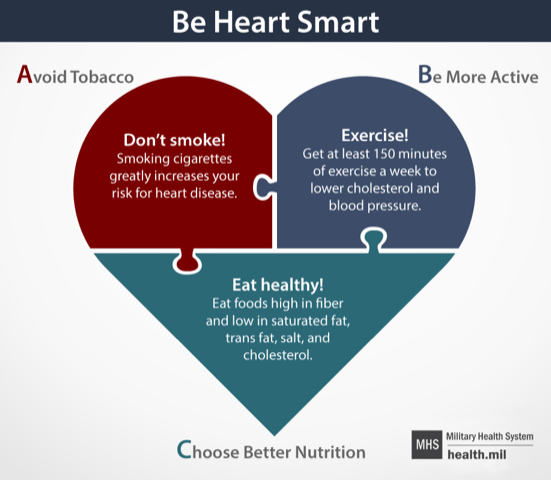 Be Heart Smart
Avoid Tobacco
Be More Active
Don't smoke!
Smoking cigarettes
greatly increases your
risk for heart disease.
Exercise!
Get at least 150 minutes
of exercise a week to
lower cholesterol and
blood pressure.
Eat healthy!
Eat foods high in fiber
and low in saturated fat,
trans fat, salt, and
cholesterol.
Choose Better Nutrition
MHS
Military Health System
health.mil